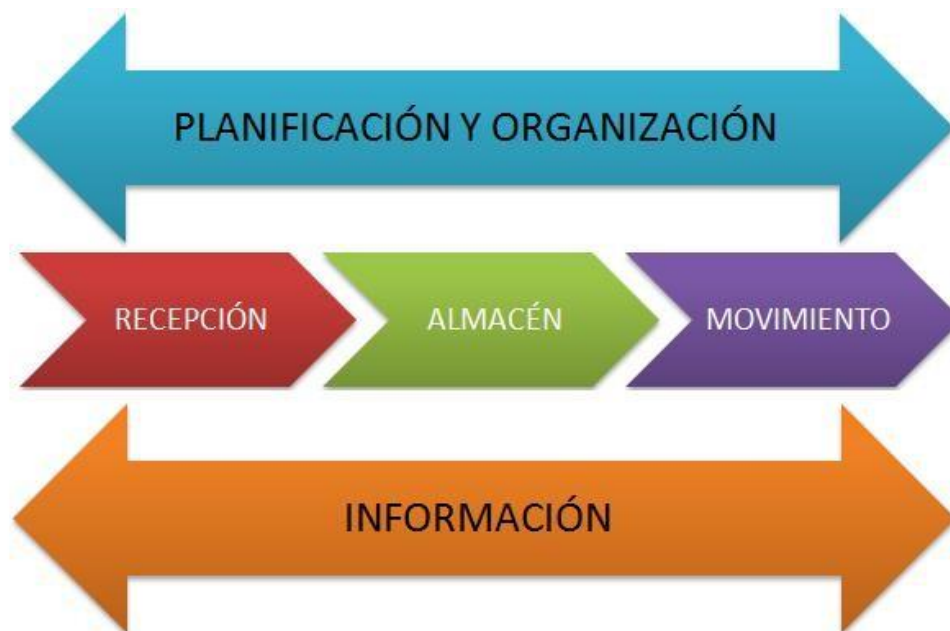 PLANIFICACIÓN Y ORGANIZACIÓN
RECEPCIÓN
ALMACÉN
MOVIMIENTO
INFORMACIÓN